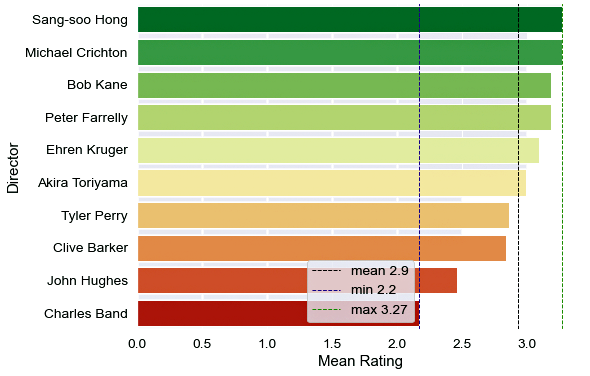 Sang-soo Hong
Michael Crichton
Bob Kane
Peter Farrelly
Ehren Kruger
Akira Toriyama
Tyler Perry
Clive Barker
John Hughes
Charles Band
Director
mean 2.9
min 2.2
max 3.27
0.0 0.5 1.0 1.5 2.0 2.5 3.0
Mean Rating